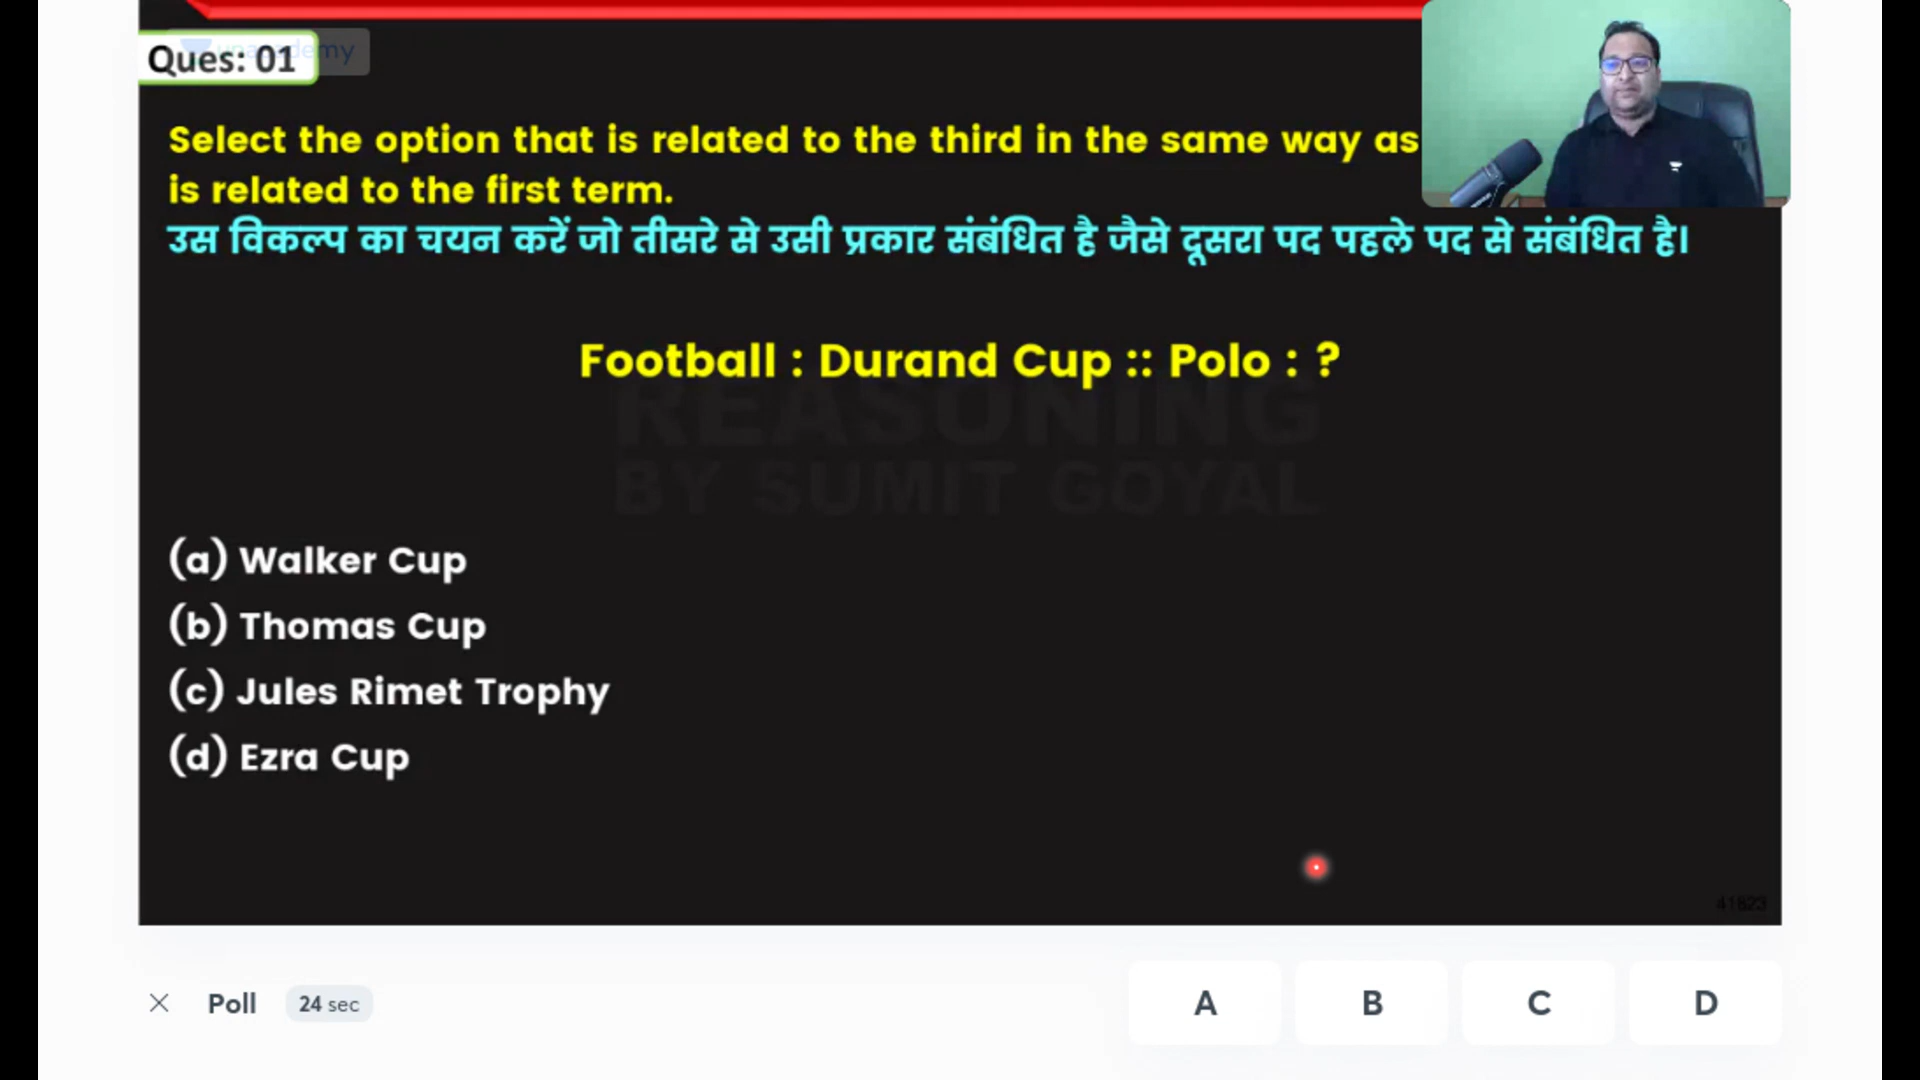 Ques: 01
unacademy
Select the option that is related to the third in the same way as
is related to the first term.
उस विकल्प का चयन करें जो तीसरे से उसी प्रकार संबंधित है जैसे दूसरा पद पहले पद से संबंधित है।
Football : Durand Cup :: Polo : ?
REASONING
BY SUMIT GOYAL
(a) Walker Cup
(b) Thomas Cup
(c) Jules Rimet Trophy
(d) Ezra Cup
41823
Poll 24 sec A B C D